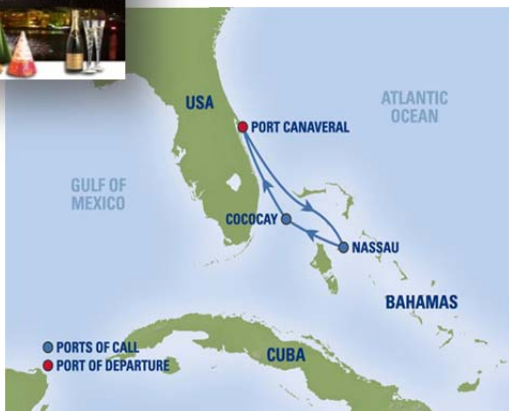 USA
PORT CANAVERAL
ATLANTIC
OCEAN
GULF OF
MEXICO
COCOCAY
NASSAU
BAHAMAS
PORTS OF CALL
PORT OF DEPARTURE
CUBA